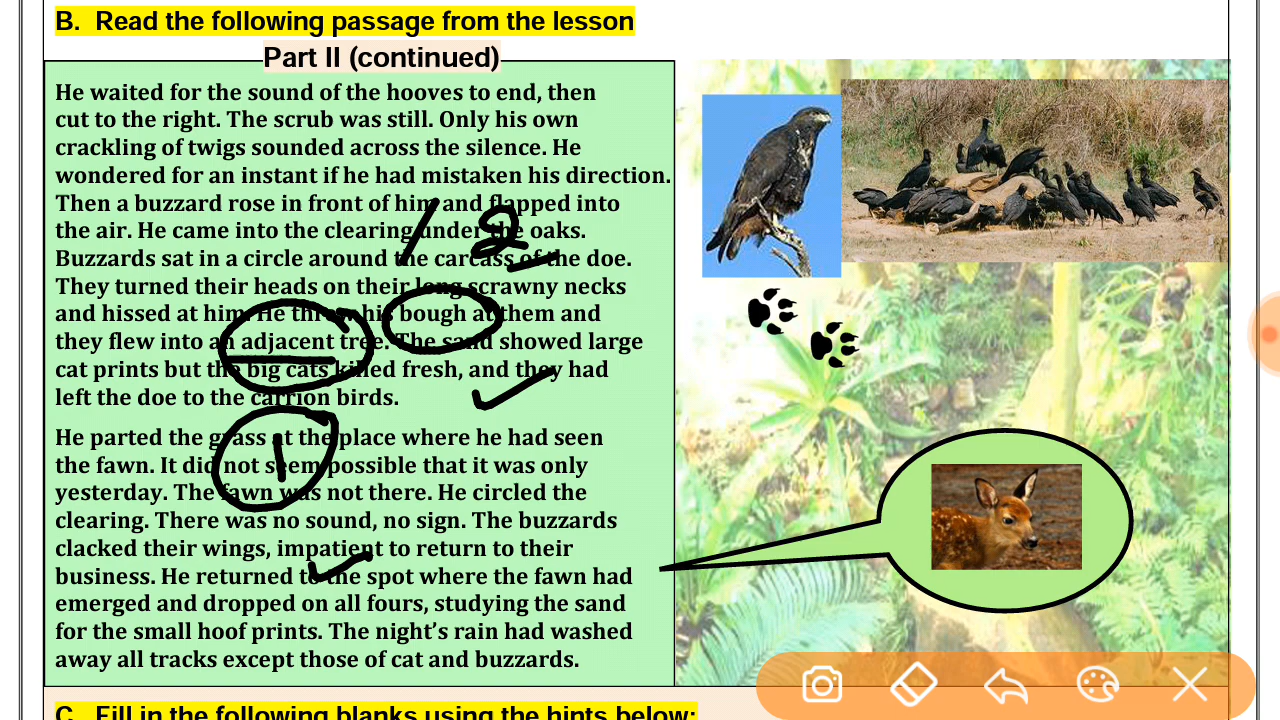 B. Read the following passage from the lesson
Part II (continued)
He waited for the sound of the hooves to end, then
cut to the right. The scrub was still. Only his own
crackling of twigs sounded across the silence. He
wondered for an instant if he had mistaken his direction.
Then a buzzard rose in front of him and flapped into
the air. He came into the clearing under the oaks.
Buzzards sat in a circle around the carcass of the doe.
They turned their heads on their long scrawny necks
and hissed at him. He threw his bough at them and
they flew into an adjacent tree. The sand showed large
cat prints but the big cats killed fresh, and they had
left the doe to the carrion birds.
He parted the grass at the place where he had seen
the fawn. It did not seem possible that it was only
yesterday. The fawn was not there. He circled the
clearing. There was no sound, no sign. The buzzards
clacked their wings, impatient to return to their
business. He returned to the spot where the fawn had
emerged and dropped on all fours, studying the sand
for the small hoof prints. The night's rain had washed
away all tracks except those of cat and buzzards.
C. Fill in the following blanks using the hints below: